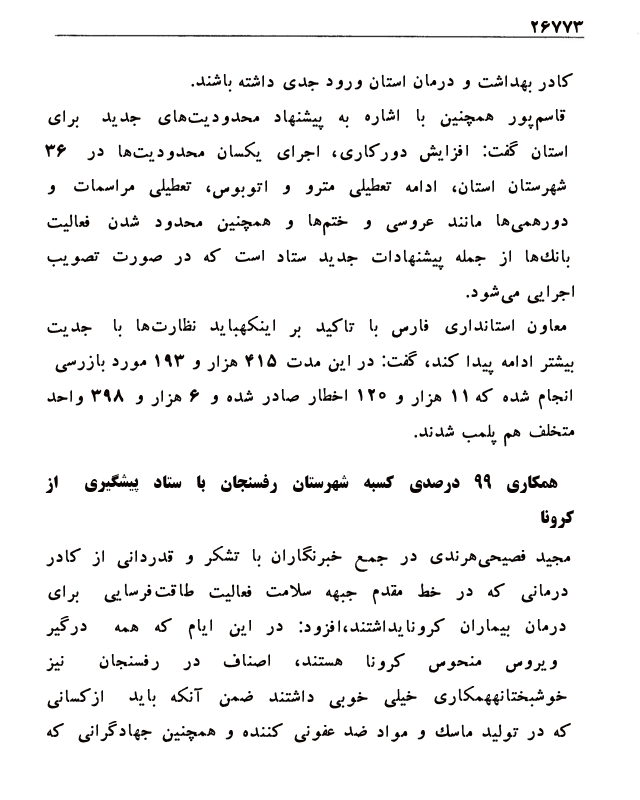 ۲۶۷۷۳
کادر بهداشت و درمان استان ورود جدی داشته باشند.
قاسم‌پور همچنین با اشاره به پیشنهاد محدودیت‌های جدید برای
استان گفت: افزایش دورکاری، اجرای یکسان محدودیت‌ها در ۳۶
شهرستان استان، ادامه تعطیلی مترو و اتوبوس، تعطیلی مراسمات و
دورهمی‌ها مانند عروسی و ختم‌ها و همچنین محدود شدن فعالیت
بانك‌ها از جمله پیشنهادات جدید ستاد است که در صورت تصویب
اجرایی می‌شود.
معاون استانداری فارس با تاکید بر اینکهباید نظارت‌ها با جدیت
بیشتر ادامه پیدا کند، گفت: در این مدت ۴۱۵ هزار و ۱۹۳ مورد بازرسی
انجام شده که ۱۱ هزار و ۱۲۰ اخطار صادر شده و ۶ هزار و ۳۹۸ واحد
متخلف هم پلمب شدند.
همکاری ۹۹ درصدی کسبه شهرستان رفسنجان با ستاد پیشگیری از
کرونا
مجید فصیحی‌هرندی در جمع خبرنگاران با تشکر و قدردانی از کادر
درمانی که در خط مقدم جبهه سلامت فعالیت طاقت‌فرسایی برای
درمان بیماران کرونایداشتند،افزود: در این ایام که همه درگیر
ویروس منحوس کرونا هستند، اصناف در رفسنجان نیز
خوشبختانههمکاری خیلی خوبی داشتند ضمن آنکه باید ازکسانی
که در تولید ماسك و مواد ضد عفونی کننده و همچنین جهادگرانی که